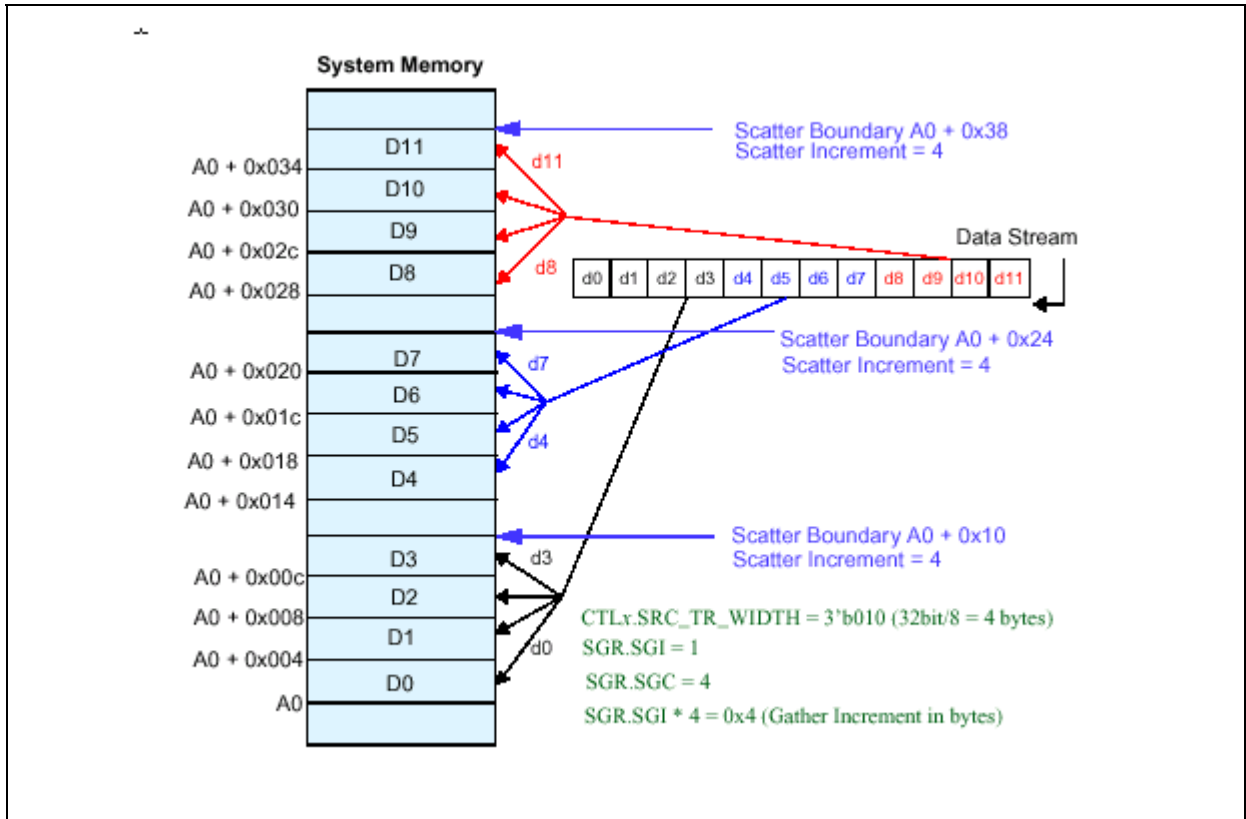 System Memory
Scatter Boundary A0 + 0x38
Scatter Increment = 4
D11
d11
A0 + 0x034
D10
A0 + 0x030
D9
Data Stream
A0 + 0x02c
D8
d8
d0 d1 d2 d3 d4 d5 d6 d7 d8 d9 d10 d11
A0 + 0x028
Scatter Boundary A0 + 0x24
Scatter Increment = 4
D7
d7
A0 + 0x020
D6
A0 + 0x01c
D5
d4
A0 + 0x018
D4
A0 + 0x014
Scatter Boundary A0 + 0x10
Scatter Increment = 4
D3
d3
A0 + 0x00c
D2
A0 + 0x008
CTLx.SRC_TR_WIDTH = 3’b010 (32bit/8 = 4 bytes)
D1
d0
SGR.SGI = 1
A0 + 0x004
D0
SGR.SGC = 4
A0
SGR.SGI * 4 = 0x4 (Gather Increment in bytes)